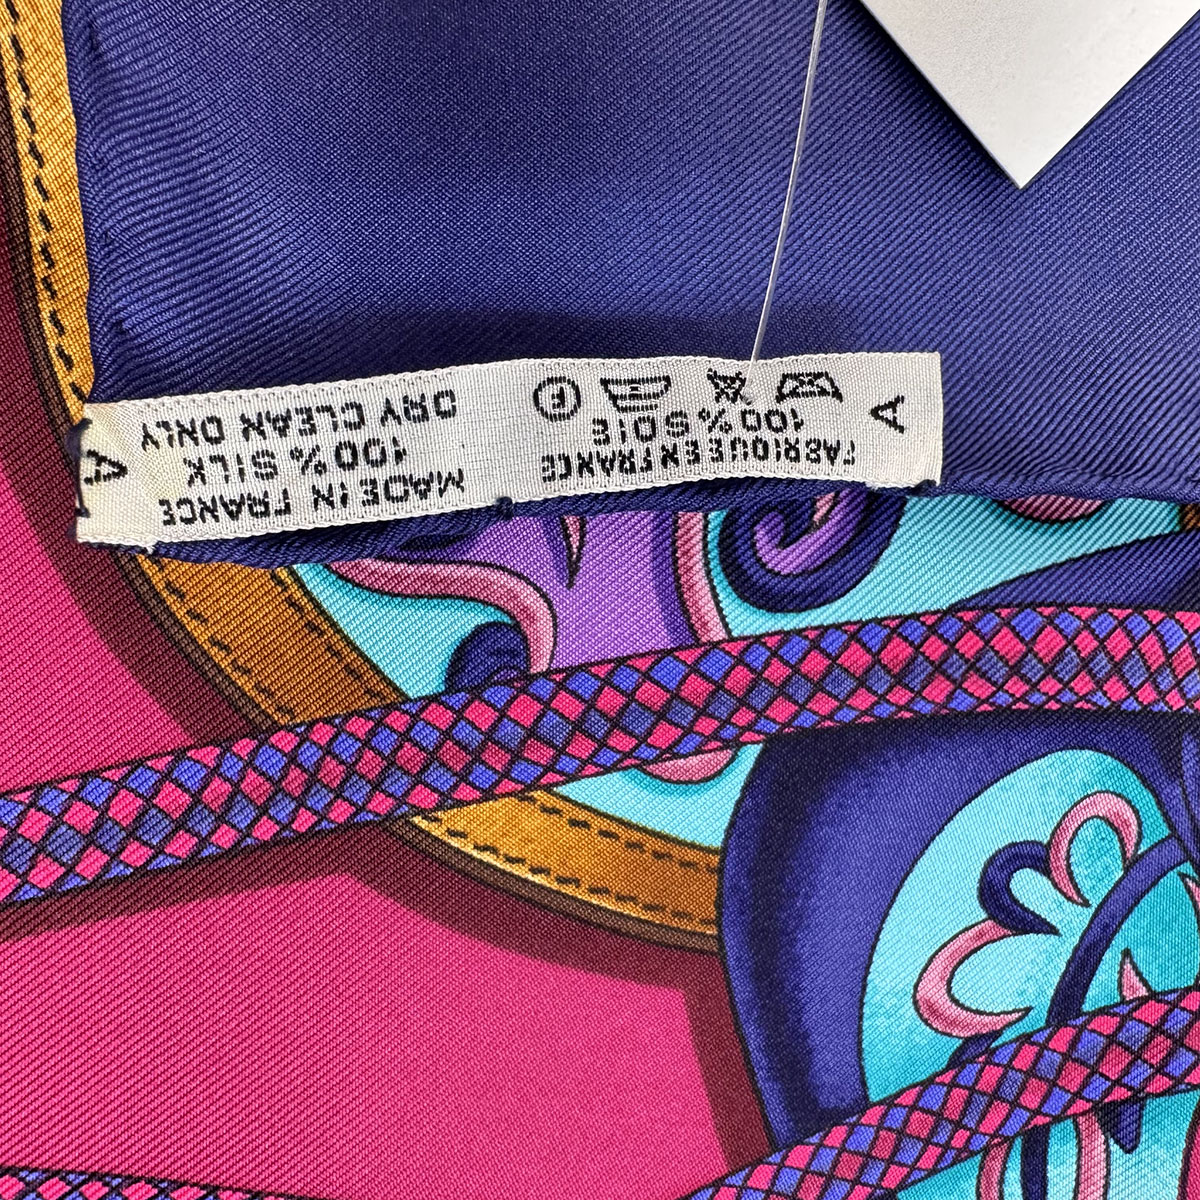 A
FABRIQUE EN FRANCE
100% SOIE
F
MADE IN FRANCE
100% SILK
DRY CLEAN ONLY
A